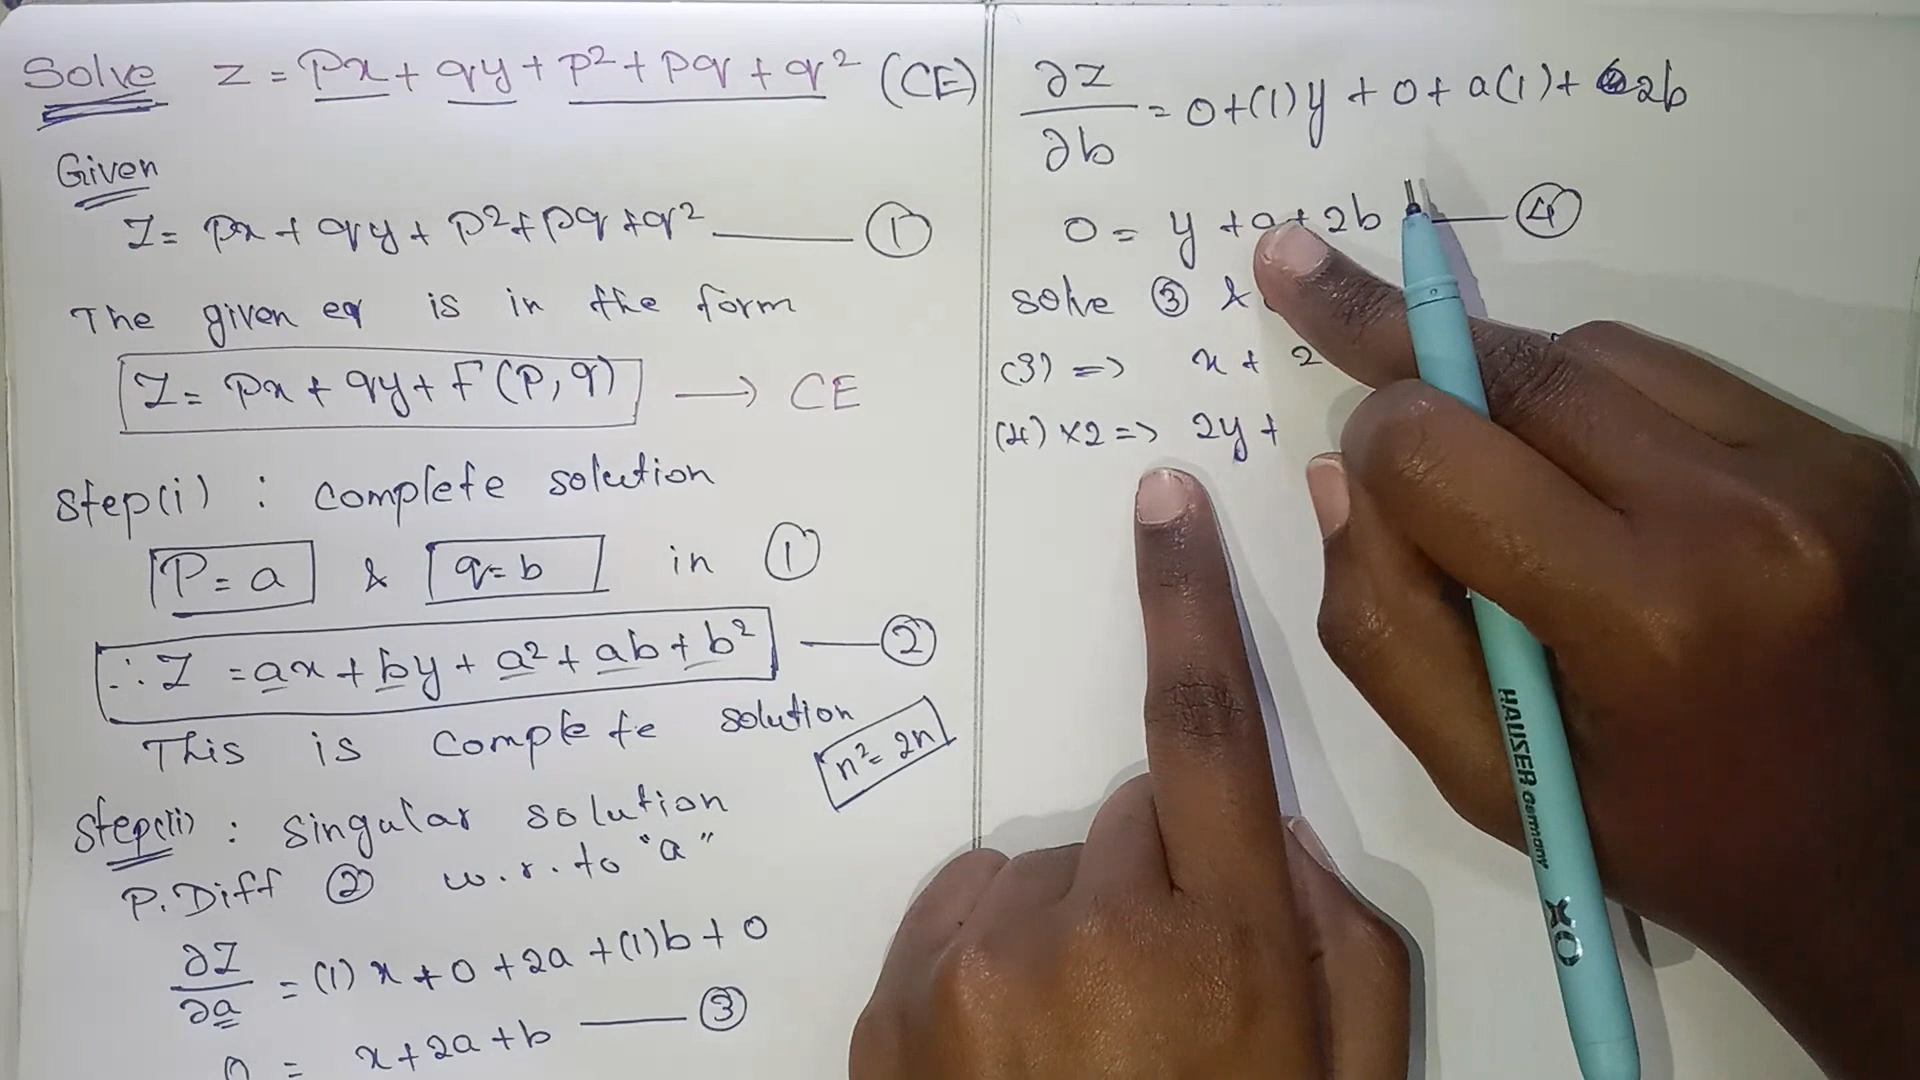 Solve z = px + qy + p² + pq + q² (CE)
Given
Z = px + qy + p² + pq + q² —— ①
The given eq is in the form
Z = px + qy + F (p, q) → CE
step(i) : complete solution
P = a & q = b in ①
∴ Z = ax + by + a² + ab + b² —— ②
This is complete solution
n² = 2n
step(ii) : singular solution
P. Diff ② w.r.to "a"
∂Z/∂a = (1) x + 0 + 2a + (1)b + 0
0 = x + 2a + b —— ③
∂Z/∂b = 0 + (1)y + 0 + a(1) + 2b
0 = y + a + 2b —— ④
solve ③ &
(3) => x + 2
(4) × 2 => 2y +
HAUSER Germany XO